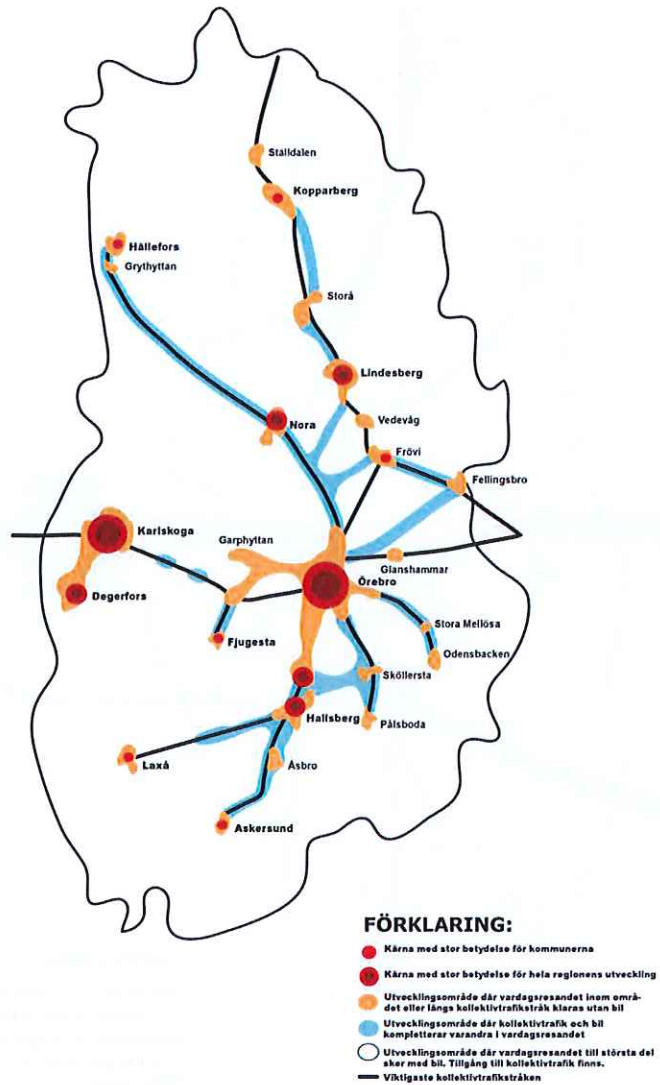 Ställdalen
Kopparberg
Hällefors
Grythyttan
Storå
Lindesberg
Nora
Vedevåg
Frövi
Fellingsbro
Karlskoga
Garphyttan
Glanshammar
Örebro
Degerfors
Stora Mellösa
Fjugesta
Odensbacken
Sköllersta
Hallsberg
Pålsboda
Laxå
Åsbro
Askersund
FÖRKLARING:
Kärna med stor betydelse för kommunerna
Kärna med stor betydelse för hela regionens utveckling
Utvecklingsområde där vardagsresandet inom områ-
det eller längs kollektivtrafikstråk klaras utan bil
Utvecklingsområde där kollektivtrafik och bil
kompletterar varandra i vardagsresandet
Utvecklingsområde där vardagsresandet till största del
sker med bil. Tillgång till kollektivtrafik finns.
Viktigaste kollektivtrafikstråken